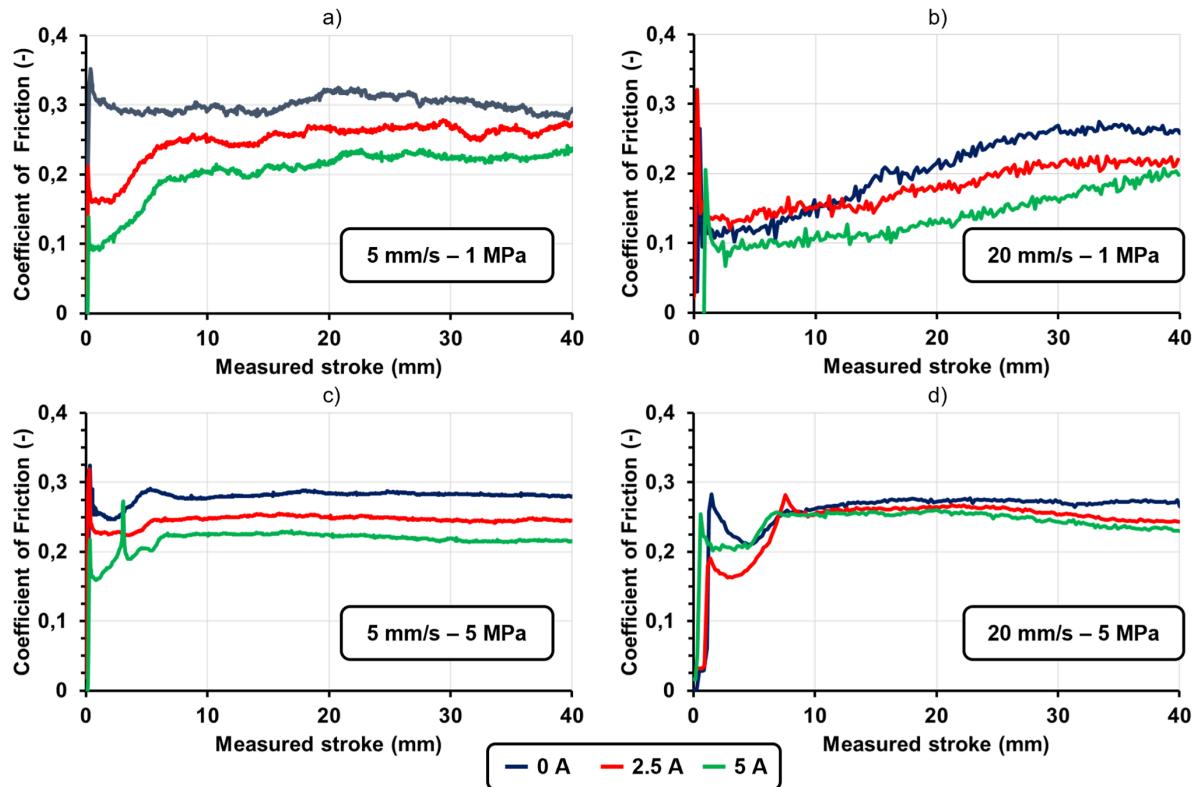 a)
0,4
0,3
0,2
0,1
0
Coefficient of Friction (-)
5 mm/s – 1 MPa
0 10 20 30 40
Measured stroke (mm)
b)
0,4
0,3
0,2
0,1
0
Coefficient of Friction (-)
20 mm/s – 1 MPa
0 10 20 30 40
Measured stroke (mm)
c)
0,4
0,3
0,2
0,1
0
Coefficient of Friction (-)
5 mm/s – 5 MPa
0 10 20 30 40
Measured stroke (mm)
d)
0,4
0,3
0,2
0,1
0
Coefficient of Friction (-)
20 mm/s – 5 MPa
0 10 20 30 40
Measured stroke (mm)
0 A 2.5 A 5 A